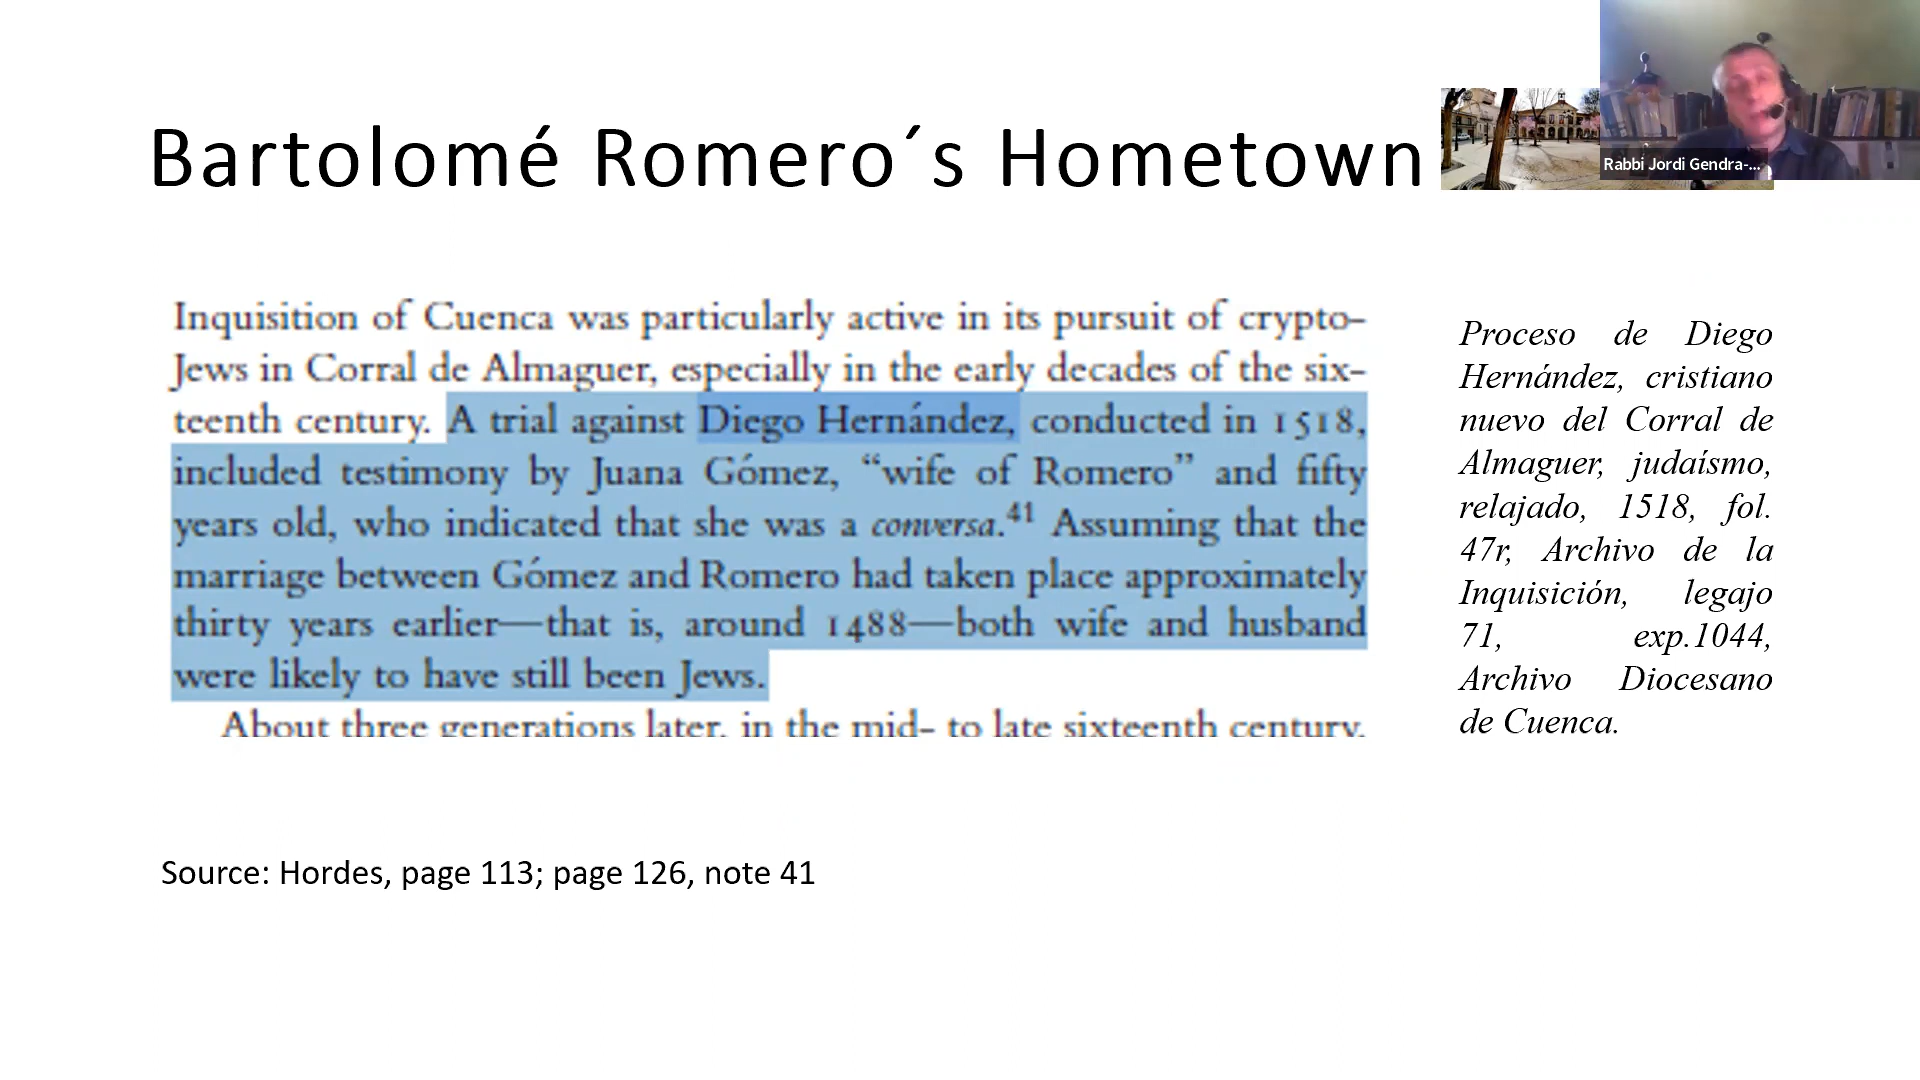 Bartolomé Romero´s Hometown
Rabbi Jordi Gendra-...
Inquisition of Cuenca was particularly active in its pursuit of crypto-
Jews in Corral de Almaguer, especially in the early decades of the six-
teenth century. A trial against Diego Hernández, conducted in 1518,
included testimony by Juana Gómez, “wife of Romero” and fifty
years old, who indicated that she was a conversa.41 Assuming that the
marriage between Gómez and Romero had taken place approximately
thirty years earlier—that is, around 1488—both wife and husband
were likely to have still been Jews.
About three generations later, in the mid- to late sixteenth century,
Proceso de Diego
Hernández, cristiano
nuevo del Corral de
Almaguer, judaísmo,
relajado, 1518, fol.
47r, Archivo de la
Inquisición, legajo
71, exp.1044,
Archivo Diocesano
de Cuenca.
Source: Hordes, page 113; page 126, note 41